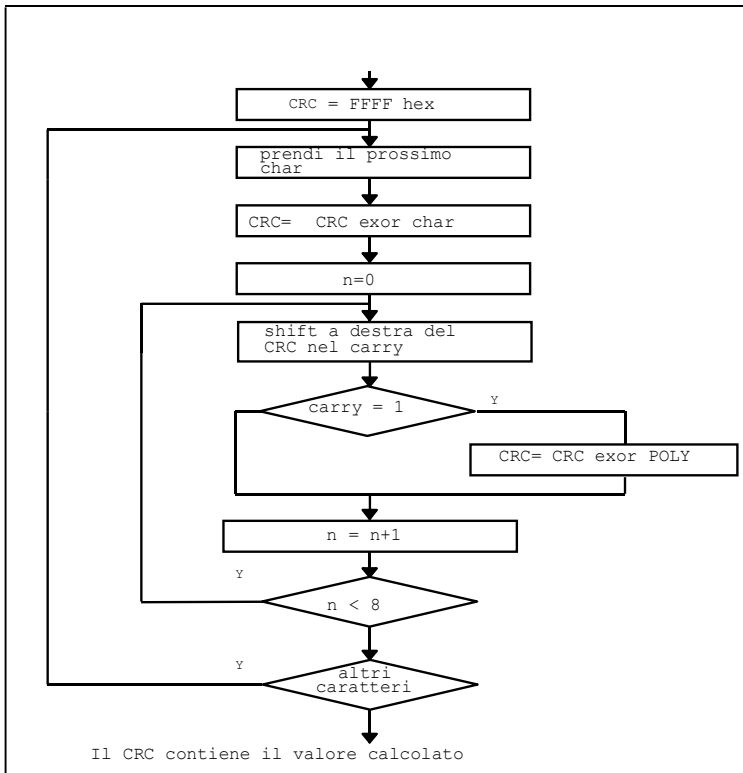 CRC = FFFF hex
prendi il prossimo
char
CRC= CRC exor char
n=0
shift a destra del
CRC nel carry
carry = 1
Y
CRC= CRC exor POLY
n = n+1
Y
n < 8
Y
altri
caratteri
Il CRC contiene il valore calcolato